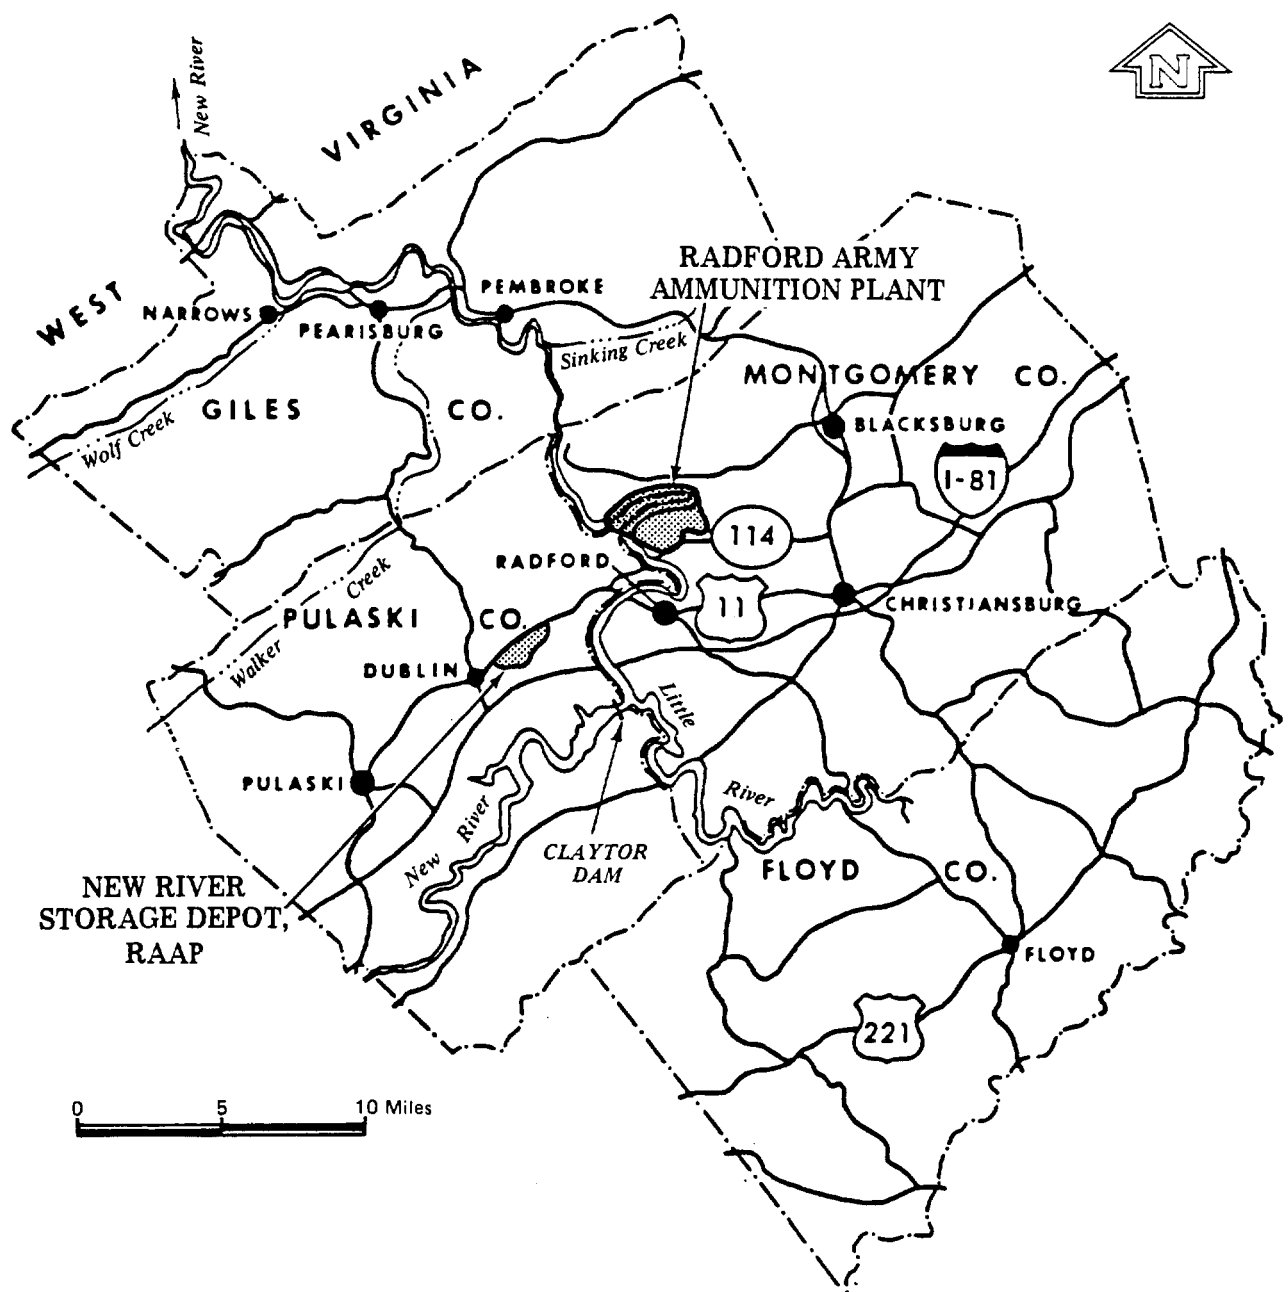 New River
VIRGINIA
N
WEST
RADFORD ARMY
AMMUNITION PLANT
NARROWS
PEARISBURG
PEMBROKE
Sinking Creek
MONTGOMERY CO.
GILES CO.
BLACKSBURG
Wolf Creek
I-81
114
RADFORD
Walker Creek
11
CHRISTIANSBURG
PULASKI CO.
DUBLIN
Little River
PULASKI
New River
CLAYTOR
DAM
FLOYD CO.
NEW RIVER
STORAGE DEPOT,
RAAP
FLOYD
221
0 5 10 Miles